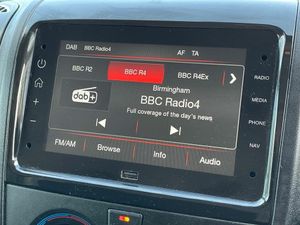 DAB BBC Radio4 AF TA
BBC R2 BBC R4 BBC R4Ex
RADIO
MEDIA
PHONE
NAV
dab+
Birmingham
BBC Radio4
Full coverage of the day's news
FM/AM Browse Info Audio